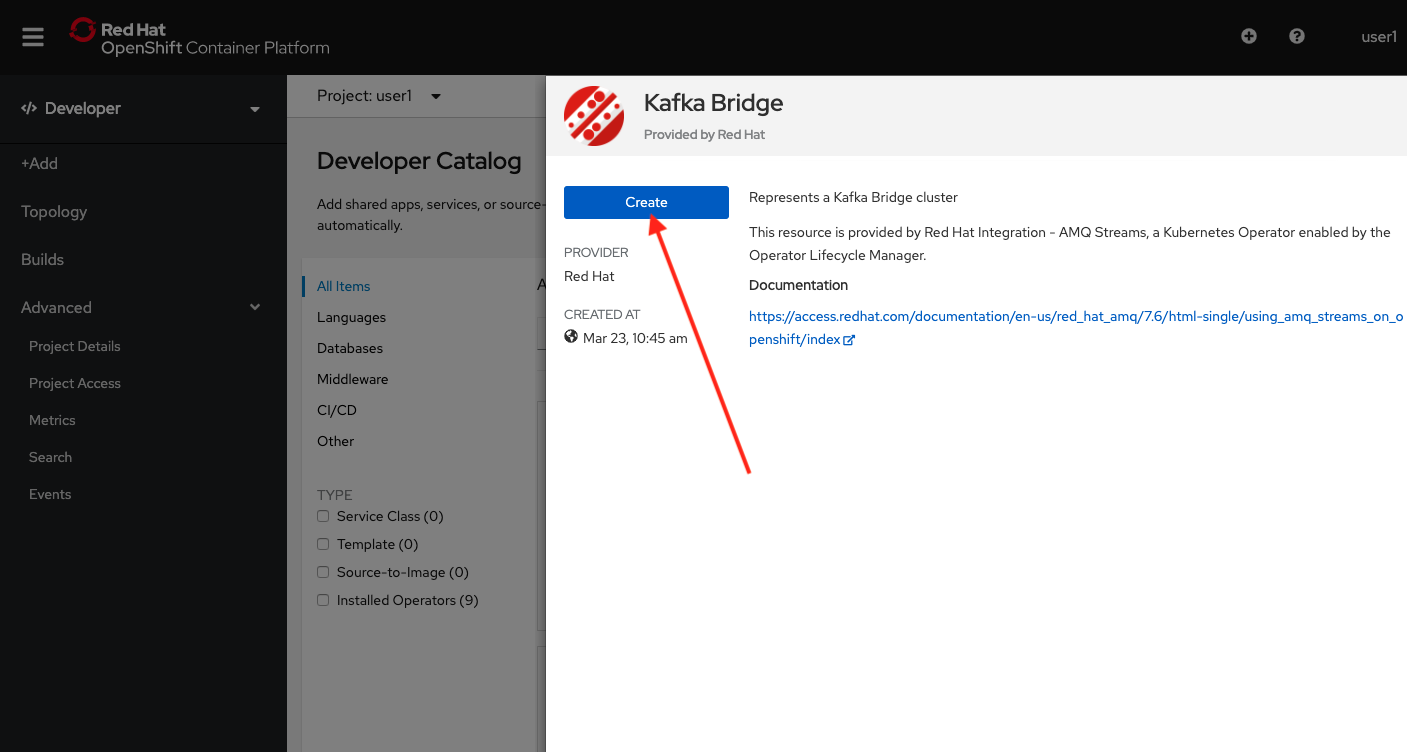 Red Hat
OpenShift Container Platform
user1
Developer
+Add
Topology
Builds
Advanced
Project Details
Project Access
Metrics
Search
Events
Project: user1
Developer Catalog
Add shared apps, services, or source-
automatically.
All Items
Languages
Databases
Middleware
CI/CD
Other
TYPE
Service Class (0)
Template (0)
Source-to-Image (0)
Installed Operators (9)
A
Kafka Bridge
Provided by Red Hat
Create
PROVIDER
Red Hat
CREATED AT
Mar 23, 10:45 am
Represents a Kafka Bridge cluster
This resource is provided by Red Hat Integration - AMQ Streams, a Kubernetes Operator enabled by the
Operator Lifecycle Manager.
Documentation
https://access.redhat.com/documentation/en-us/red_hat_amq/7.6/html-single/using_amq_streams_on_o
penshift/index